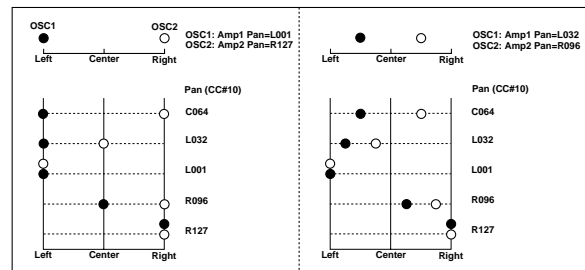 OSC1 OSC2
OSC1: Amp1 Pan=L001
OSC2: Amp2 Pan=R127
Left Center Right
Pan (CC#10)
C064
L032
L001
R096
R127
Left Center Right
OSC1: Amp1 Pan=L032
OSC2: Amp2 Pan=R096
Left Center Right
Pan (CC#10)
C064
L032
L001
R096
R127
Left Center Right